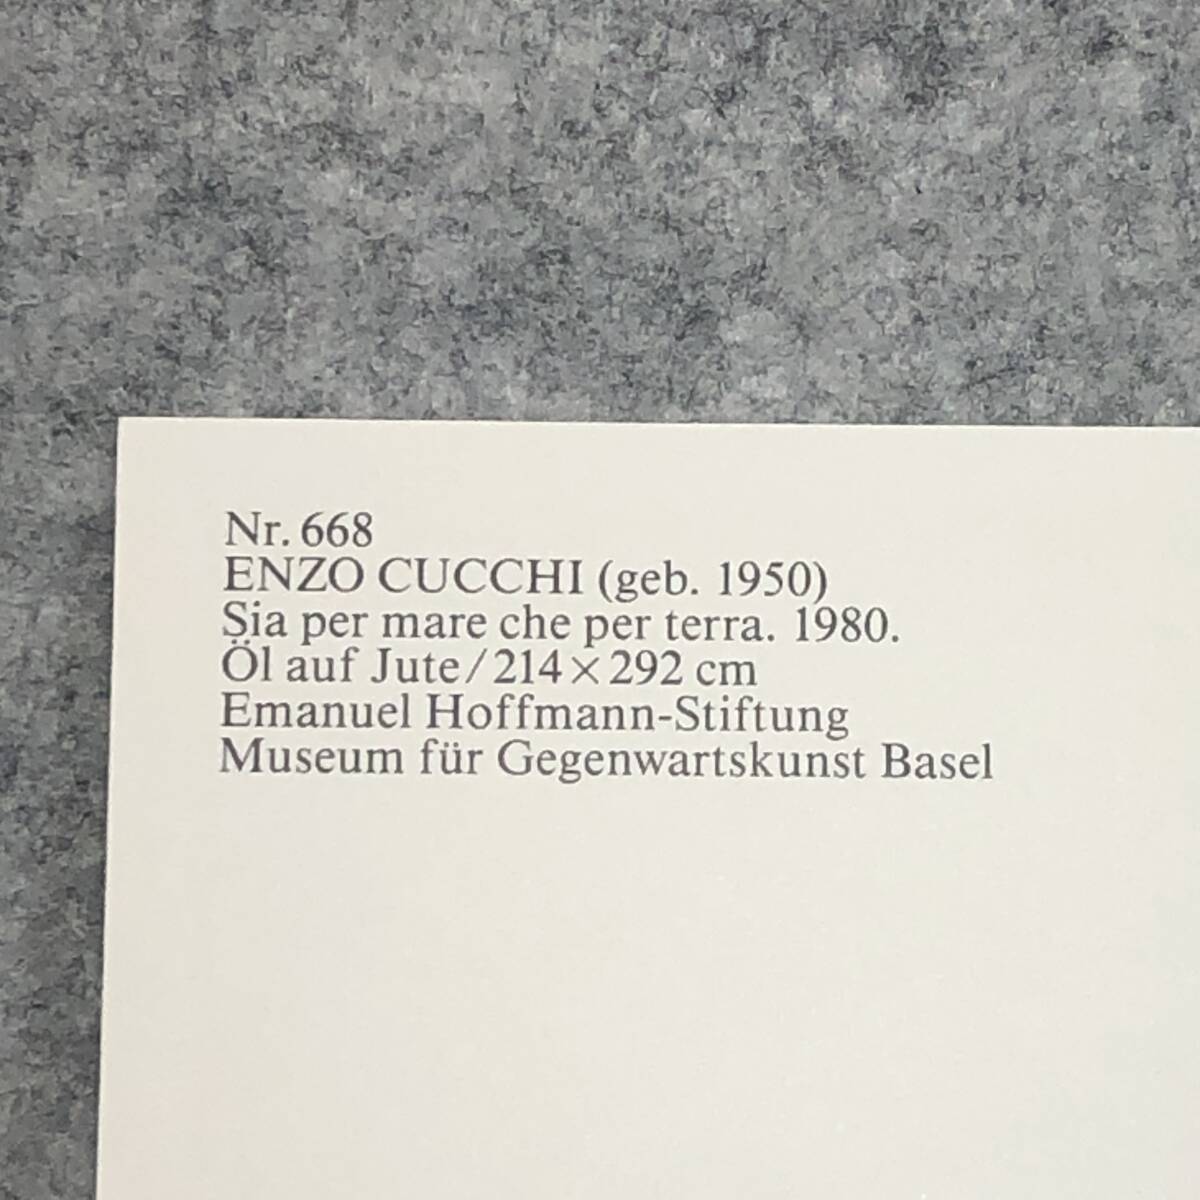 Nr. 668
ENZO CUCCHI (geb. 1950)
Sia per mare che per terra. 1980.
Öl auf Jute/214×292 cm
Emanuel Hoffmann-Stiftung
Museum für Gegenwartskunst Basel